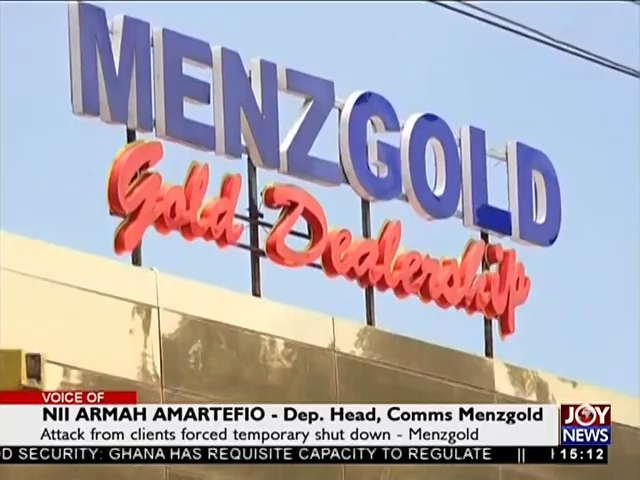 MENZGOLD
Gold Dealership
VOICE OF
NII ARMAH AMARTEFIO - Dep. Head, Comms Menzgold
Attack from clients forced temporary shut down - Menzgold
JOY
NEWS
D SECURITY: GHANA HAS REQUISITE CAPACITY TO REGULATE
15:12